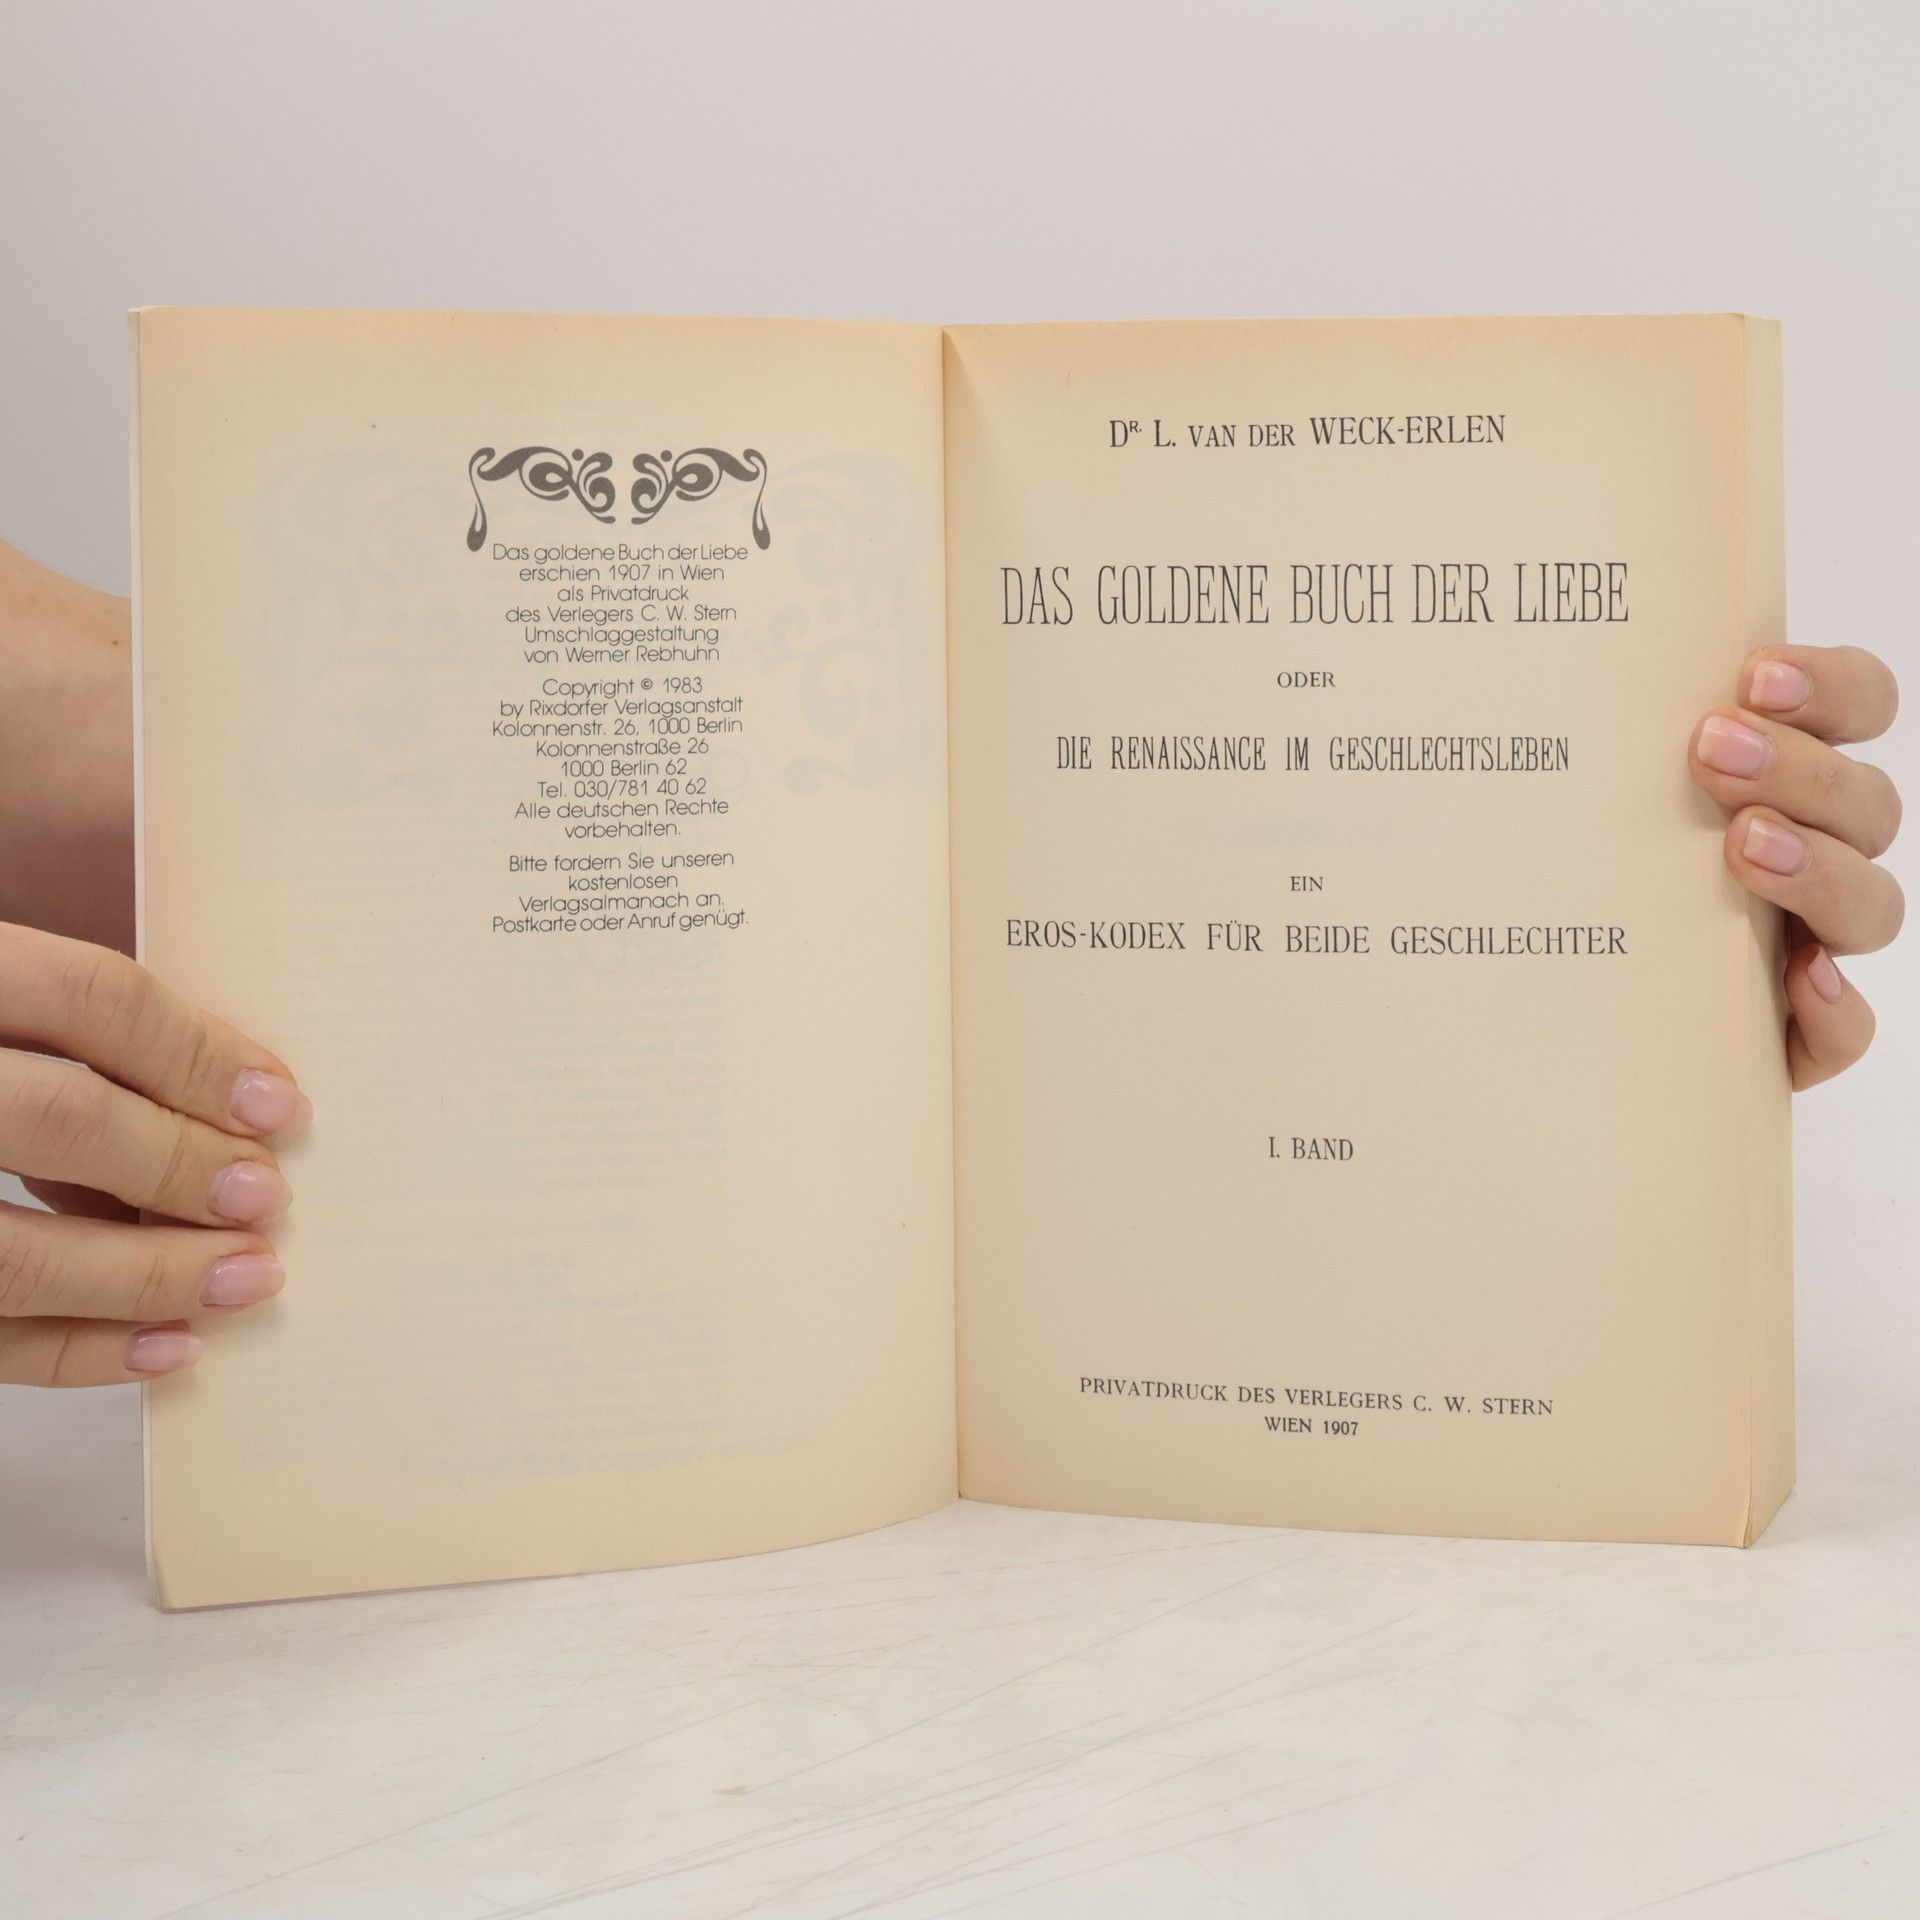 Das goldene Buch der Liebe
erschien 1907 in Wien
als Privatdruck
des Verlegers C. W. Stern
Umschlaggestaltung
von Werner Rebhuhn
Copyright © 1983
by Rixdorfer Verlagsanstalt
Kolonnenstr. 26, 1000 Berlin
Kolonnenstraße 26
1000 Berlin 62
Tel. 030/781 40 62
Alle deutschen Rechte
vorbehalten.
Bitte fordern Sie unseren
kostenlosen
Verlagsalmanach an.
Postkarte oder Anruf genügt.
DR. L. VAN DER WECK-ERLEN
DAS GOLDENE BUCH DER LIEBE
ODER
DIE RENAISSANCE IM GESCHLECHTSLEBEN
EIN
EROS-KODEX FÜR BEIDE GESCHLECHTER
I. BAND
PRIVATDRUCK DES VERLEGERS C. W. STERN
WIEN 1907